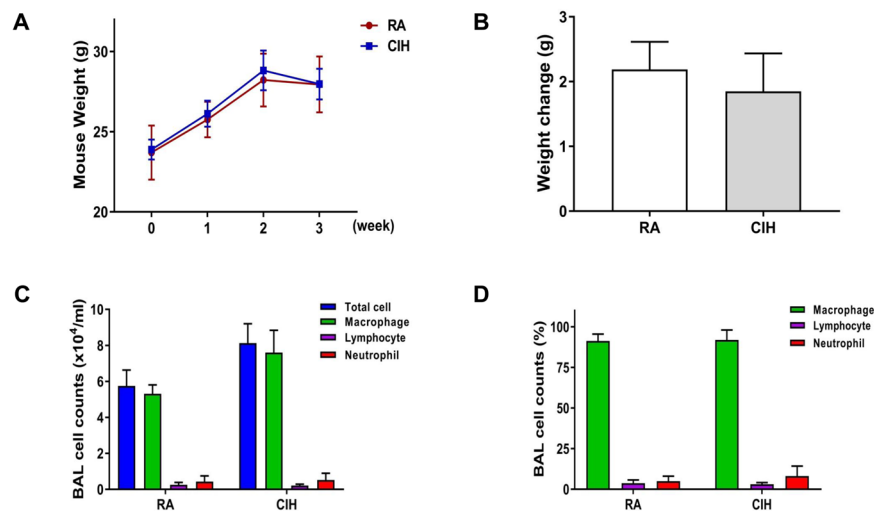 A
RA
CIH
Mouse Weight (g)
30
25
20
0 1 2 3 (week)
B
Weight change (g)
3
2
1
0
RA CIH
C
Total cell
Macrophage
Lymphocyte
Neutrophil
BAL cell counts (x10⁴/ml)
10
8
6
4
2
0
RA CIH
D
Macrophage
Lymphocyte
Neutrophil
BAL cell counts (%)
100
75
50
25
0
RA CIH